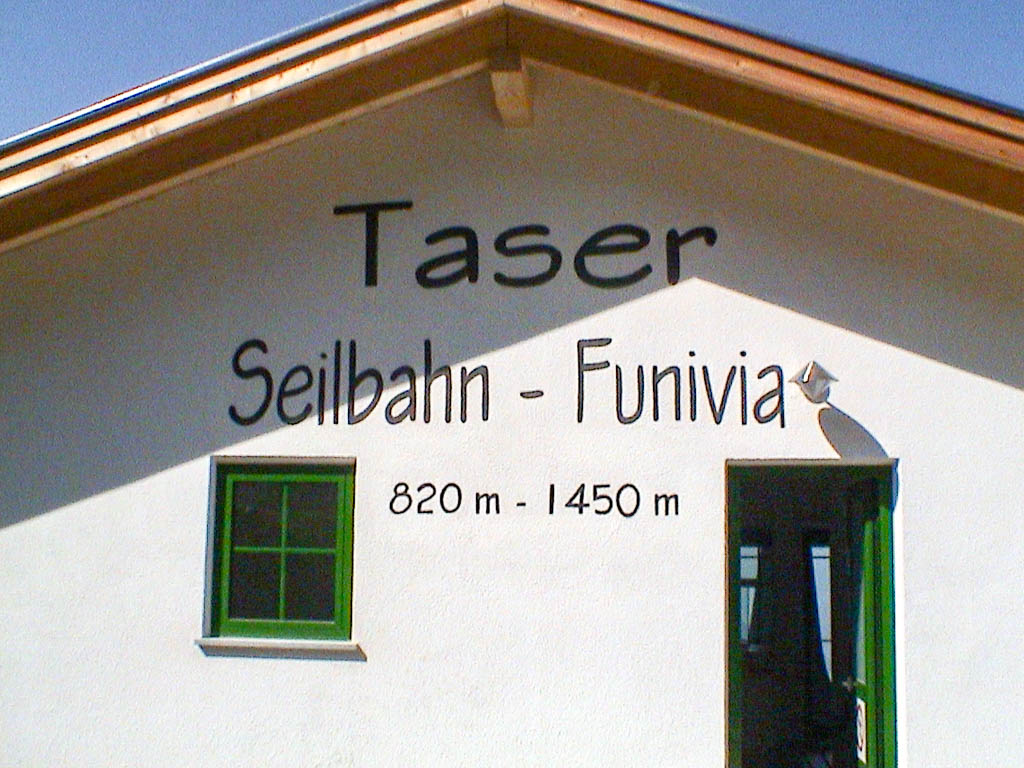 Taser
Seilbahn - Funivia
820 m - 1450 m